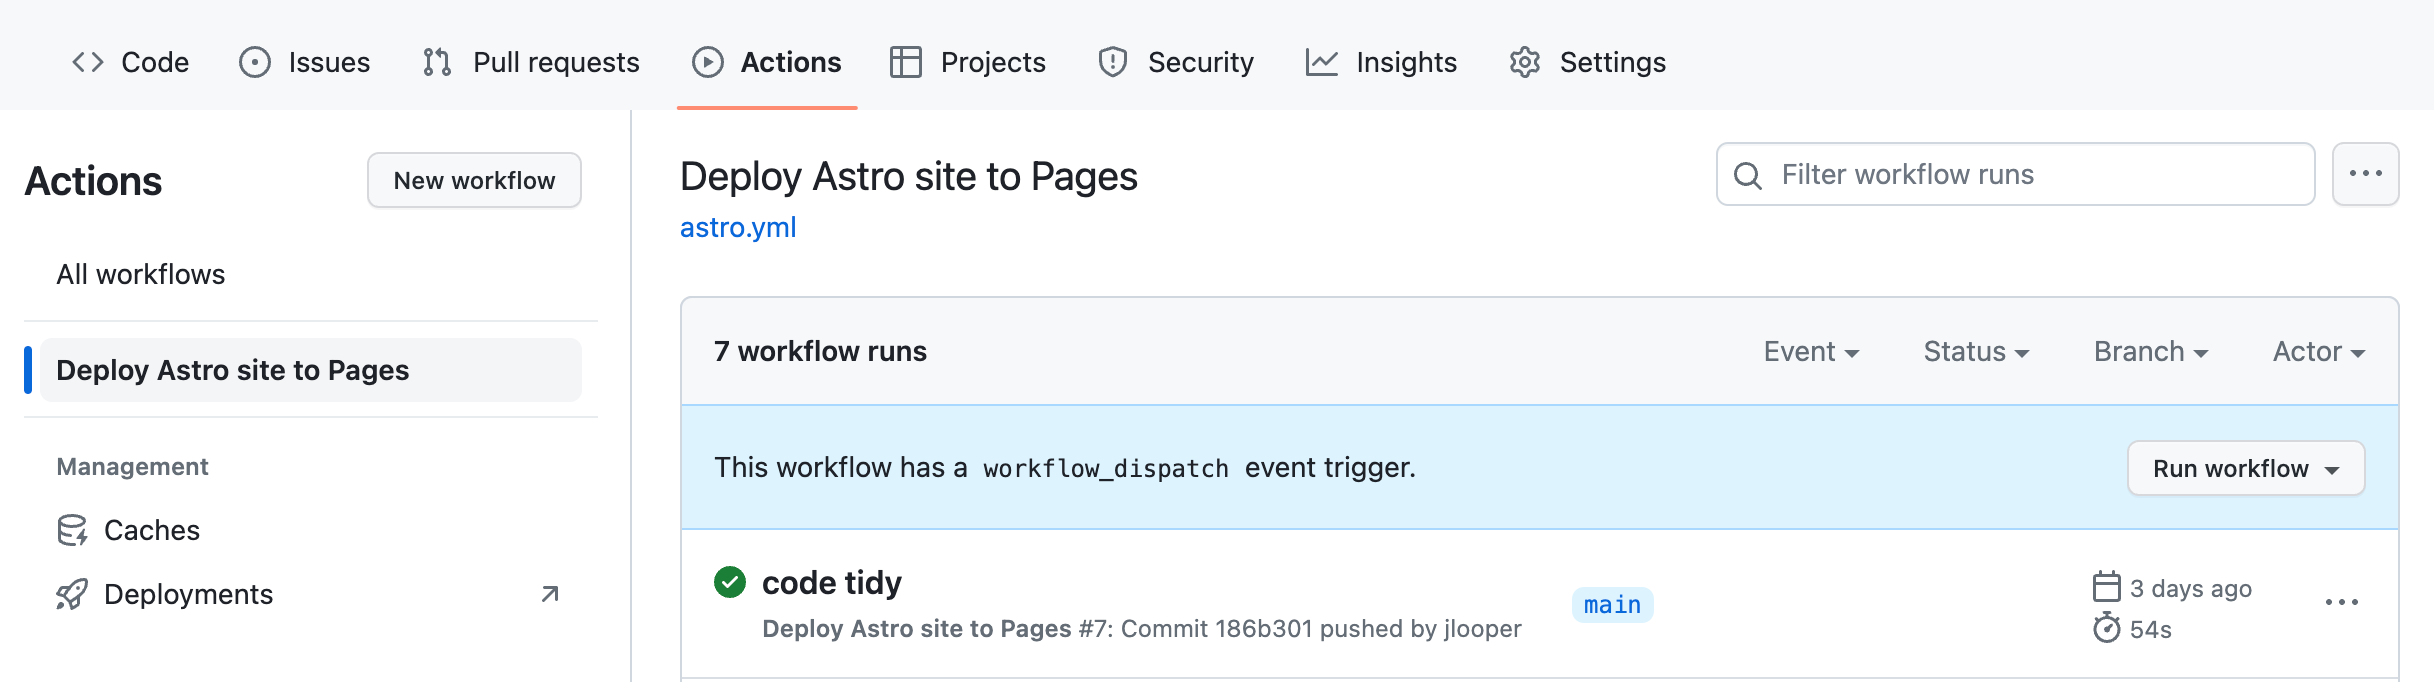 Code Issues Pull requests Actions Projects Security Insights Settings
Actions
New workflow
All workflows
Deploy Astro site to Pages
Management
Caches
Deployments
Deploy Astro site to Pages
astro.yml
Filter workflow runs
7 workflow runs
Event Status Branch Actor
This workflow has a workflow_dispatch event trigger.
Run workflow
code tidy
Deploy Astro site to Pages #7: Commit 186b301 pushed by jlooper
main
3 days ago
54s